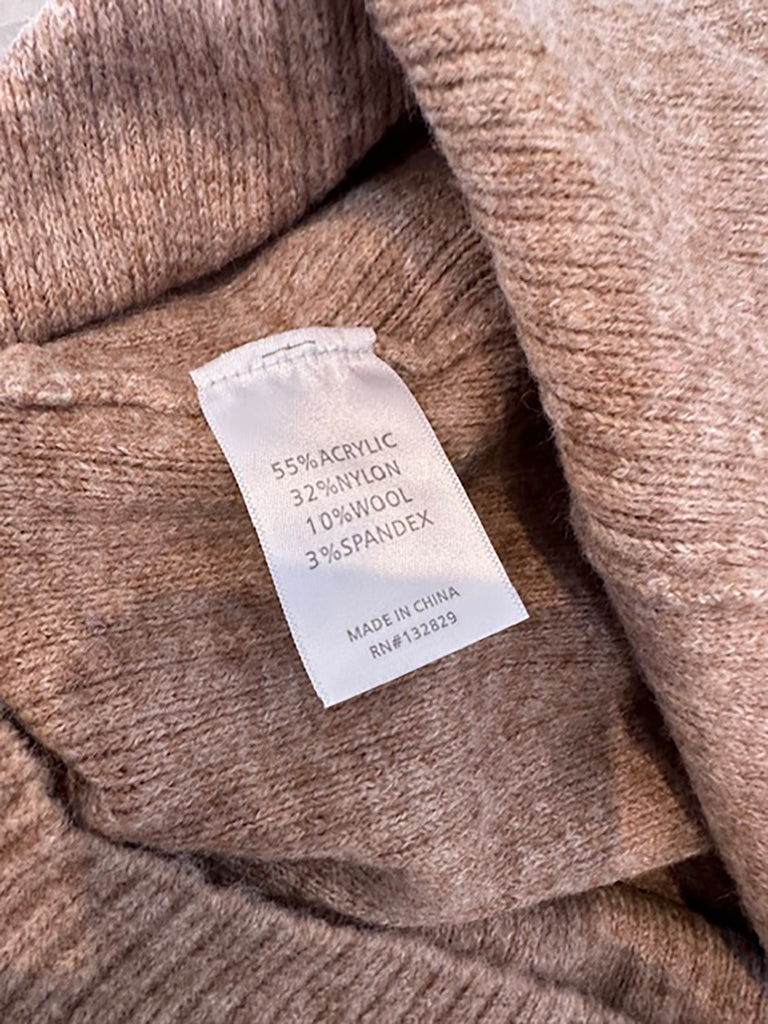 55%ACRYLIC
32%NYLON
10%WOOL
3%SPANDEX
MADE IN CHINA
RN#132829